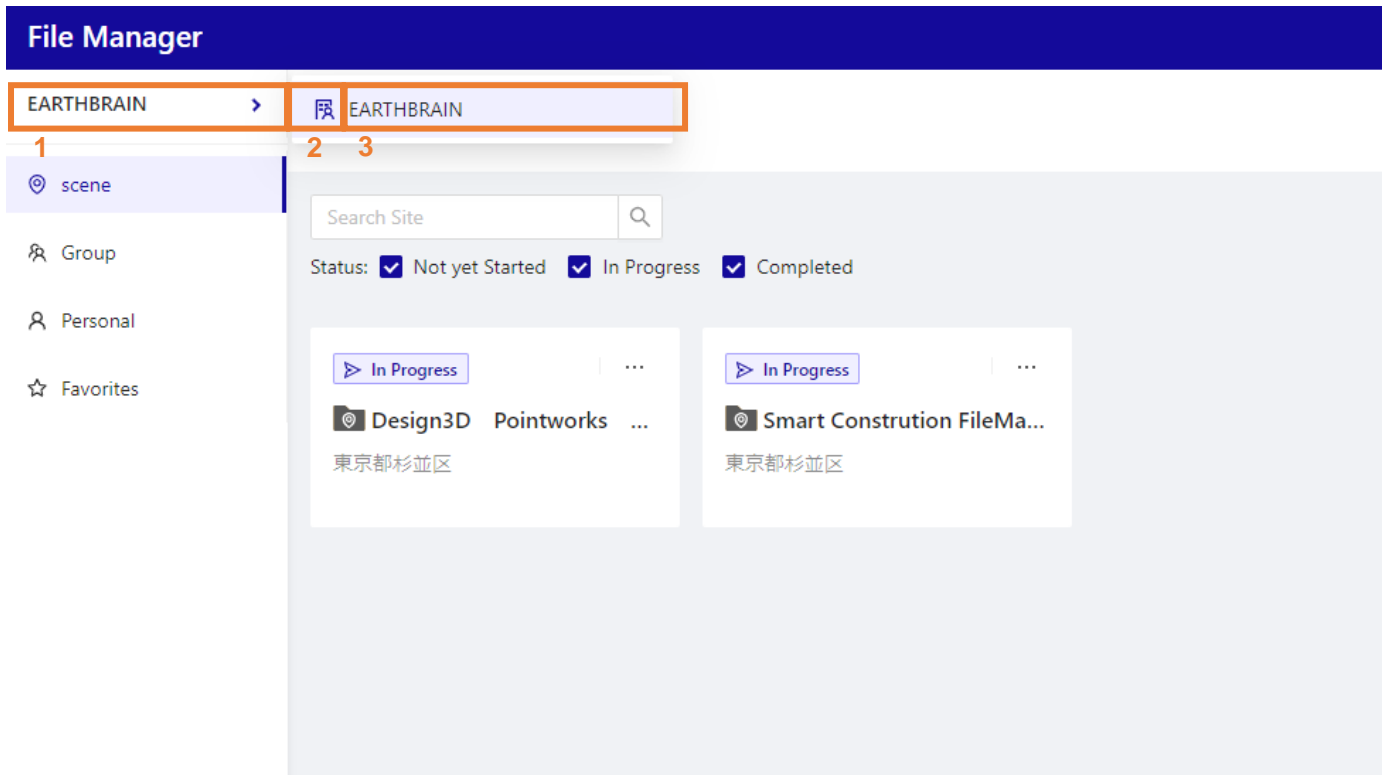 File Manager
EARTHBRAIN
EARTHBRAIN
1
2
3
scene
Search Site
Group
Status: Not yet Started In Progress Completed
Personal
In Progress ...
In Progress ...
Favorites
Design3D　Pointworks　...
Smart Constrution FileMa...
東京都杉並区
東京都杉並区